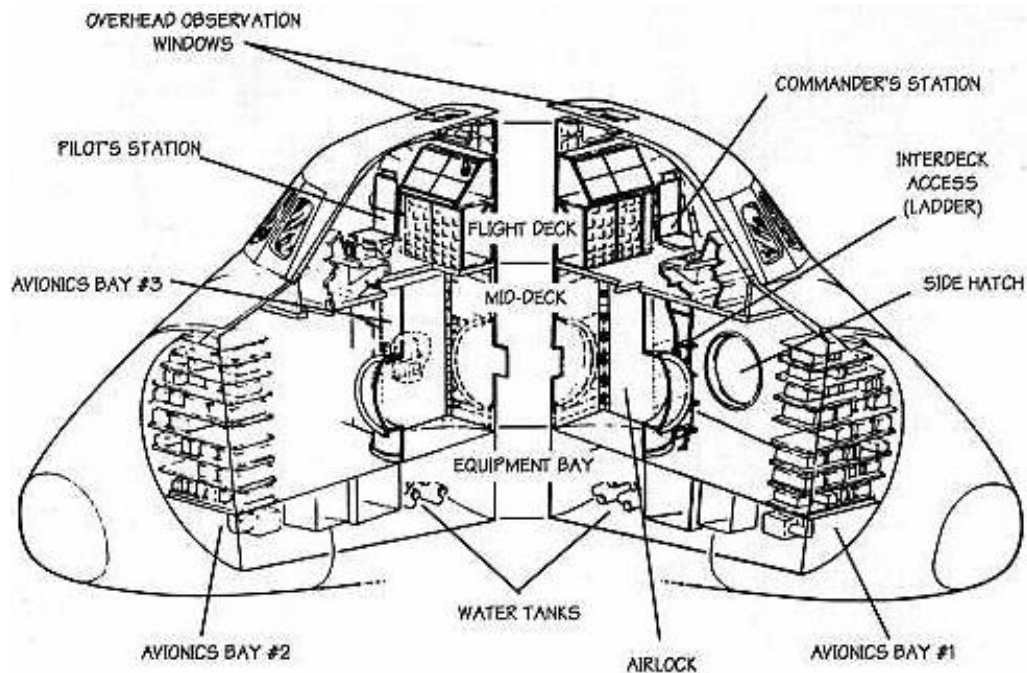 OVERHEAD OBSERVATION
WINDOWS
COMMANDER'S STATION
PILOT'S STATION
INTERDECK
ACCESS
(LADDER)
FLIGHT DECK
AVIONICS BAY #3
MID-DECK
SIDE HATCH
EQUIPMENT BAY
WATER TANKS
AVIONICS BAY #2
AIRLOCK
AVIONICS BAY #1